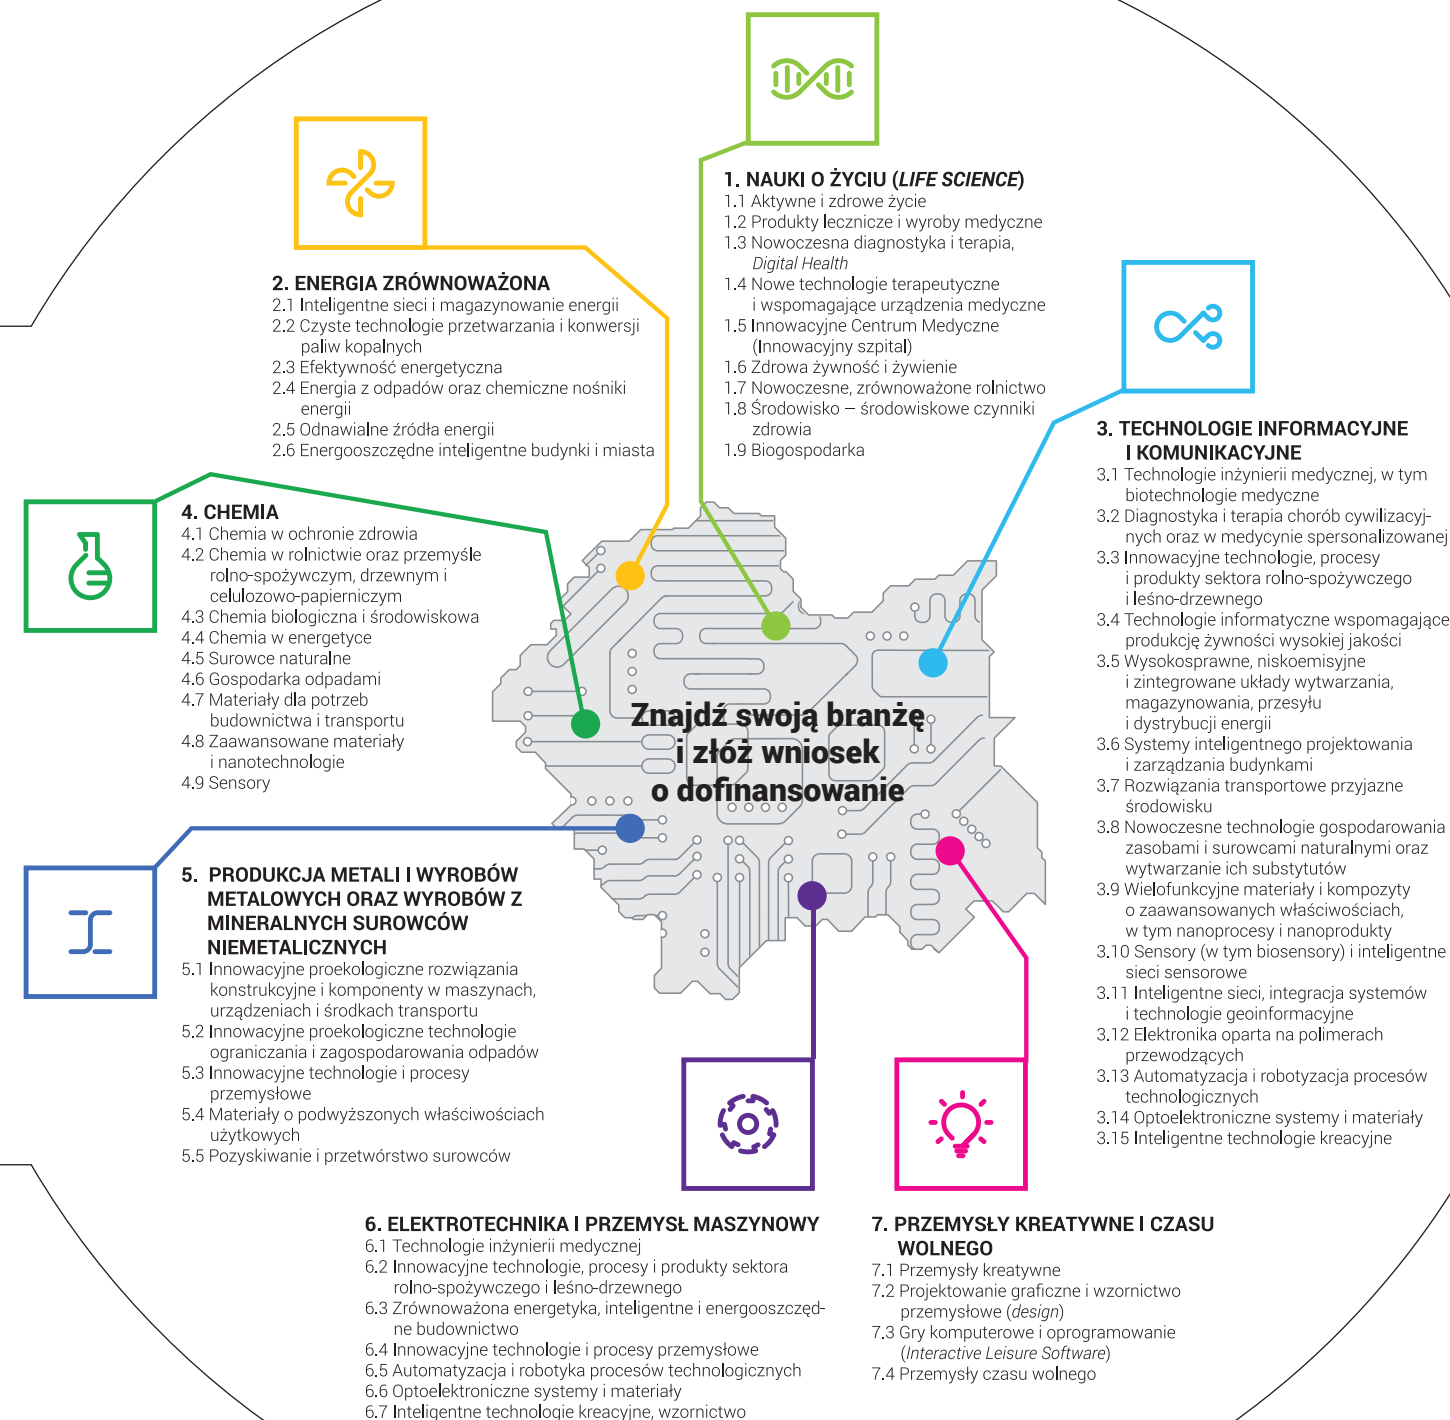 1. NAUKI O ŻYCIU (LIFE SCIENCE)
1.1 Aktywne i zdrowe życie
1.2 Produkty lecznicze i wyroby medyczne
1.3 Nowoczesna diagnostyka i terapia,
Digital Health
1.4 Nowe technologie terapeutyczne
i wspomagające urządzenia medyczne
1.5 Innowacyjne Centrum Medyczne
(Innowacyjny szpital)
1.6 Zdrowa żywność i żywienie
1.7 Nowoczesne, zrównoważone rolnictwo
1.8 Środowisko – środowiskowe czynniki
zdrowia
1.9 Biogospodarka
2. ENERGIA ZRÓWNOWAŻONA
2.1 Inteligentne sieci i magazynowanie energii
2.2 Czyste technologie przetwarzania i konwersji
paliw kopalnych
2.3 Efektywność energetyczna
2.4 Energia z odpadów oraz chemiczne nośniki
energii
2.5 Odnawialne źródła energii
2.6 Energooszczędne inteligentne budynki i miasta
3. TECHNOLOGIE INFORMACYJNE
I KOMUNIKACYJNE
3.1 Technologie inżynierii medycznej, w tym
biotechnologie medyczne
3.2 Diagnostyka i terapia chorób cywilizacyj-
nych oraz w medycynie spersonalizowanej
3.3 Innowacyjne technologie, procesy
i produkty sektora rolno-spożywczego
i leśno-drzewnego
3.4 Technologie informatyczne wspomagające
produkcję żywności wysokiej jakości
3.5 Wysokosprawne, niskoemisyjne
i zintegrowane układy wytwarzania,
magazynowania, przesyłu
i dystrybucji energii
3.6 Systemy inteligentnego projektowania
i zarządzania budynkami
3.7 Rozwiązania transportowe przyjazne
środowisku
3.8 Nowoczesne technologie gospodarowania
zasobami i surowcami naturalnymi oraz
wytwarzanie ich substytutów
3.9 Wielofunkcyjne materiały i kompozyty
o zaawansowanych właściwościach,
w tym nanoprocesy i nanoprodukty
3.10 Sensory (w tym biosensory) i inteligentne
sieci sensorowe
3.11 Inteligentne sieci, integracja systemów
i technologie geoinformacyjne
3.12 Elektronika oparta na polimerach
przewodzących
3.13 Automatyzacja i robotyzacja procesów
technologicznych
3.14 Optoelektroniczne systemy i materiały
3.15 Inteligentne technologie kreacyjne
4. CHEMIA
4.1 Chemia w ochronie zdrowia
4.2 Chemia w rolnictwie oraz przemyśle
rolno-spożywczym, drzewnym i
celulozowo-papierniczym
4.3 Chemia biologiczna i środowiskowa
4.4 Chemia w energetyce
4.5 Surowce naturalne
4.6 Gospodarka odpadami
4.7 Materiały dla potrzeb
budownictwa i transportu
4.8 Zaawansowane materiały
i nanotechnologie
4.9 Sensory
Znajdź swoją branżę
i złóż wniosek
o dofinansowanie
5. PRODUKCJA METALI I WYROBÓW
METALOWYCH ORAZ WYROBÓW Z
MINERALNYCH SUROWCÓW
NIEMETALICZNYCH
5.1 Innowacyjne proekologiczne rozwiązania
konstrukcyjne i komponenty w maszynach,
urządzeniach i środkach transportu
5.2 Innowacyjne proekologiczne technologie
ograniczania i zagospodarowania odpadów
5.3 Innowacyjne technologie i procesy
przemysłowe
5.4 Materiały o podwyższonych właściwościach
użytkowych
5.5 Pozyskiwanie i przetwórstwo surowców
6. ELEKTROTECHNIKA I PRZEMYSŁ MASZYNOWY
6.1 Technologie inżynierii medycznej
6.2 Innowacyjne technologie, procesy i produkty sektora
rolno-spożywczego i leśno-drzewnego
6.3 Zrównoważona energetyka, inteligentne i energooszczęd-
ne budownictwo
6.4 Innowacyjne technologie i procesy przemysłowe
6.5 Automatyzacja i robotyka procesów technologicznych
6.6 Optoelektroniczne systemy i materiały
6.7 Inteligentne technologie kreacyjne, wzornictwo
7. PRZEMYSŁY KREATYWNE I CZASU
WOLNEGO
7.1 Przemysły kreatywne
7.2 Projektowanie graficzne i wzornictwo
przemysłowe (design)
7.3 Gry komputerowe i oprogramowanie
(Interactive Leisure Software)
7.4 Przemysły czasu wolnego